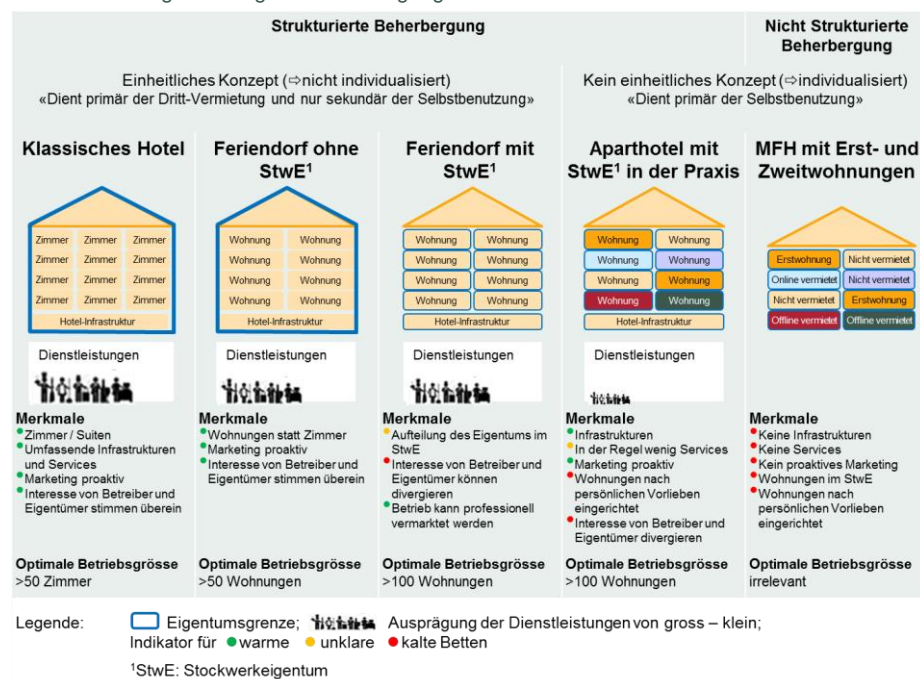 Strukturierte Beherbergung
Nicht Strukturierte
Beherbergung
Einheitliches Konzept (⇨nicht individualisiert)
«Dient primär der Dritt-Vermietung und nur sekundär der Selbstbenutzung»
Kein einheitliches Konzept (⇨individualisiert)
«Dient primär der Selbstbenutzung»
Klassisches Hotel
Zimmer Zimmer Zimmer
Zimmer Zimmer Zimmer
Zimmer Zimmer Zimmer
Zimmer Zimmer Zimmer
Hotel-Infrastruktur
Dienstleistungen
Merkmale
Zimmer / Suiten
Umfassende Infrastrukturen
und Services
Marketing proaktiv
Interesse von Betreiber und
Eigentümer stimmen überein
Optimale Betriebsgrösse
>50 Zimmer
Feriendorf ohne
StwE¹
Wohnung Wohnung
Wohnung Wohnung
Wohnung Wohnung
Wohnung Wohnung
Hotel-Infrastruktur
Dienstleistungen
Merkmale
Wohnungen statt Zimmer
Marketing proaktiv
Interesse von Betreiber und
Eigentümer stimmen überein
Optimale Betriebsgrösse
>50 Wohnungen
Feriendorf mit
StwE¹
Wohnung Wohnung
Wohnung Wohnung
Wohnung Wohnung
Wohnung Wohnung
Hotel-Infrastruktur
Dienstleistungen
Merkmale
Aufteilung des Eigentums im
StwE
Interesse von Betreiber und
Eigentümer können
divergieren
Betrieb kann professionell
vermarktet werden
Optimale Betriebsgrösse
>100 Wohnungen
Aparthotel mit
StwE¹ in der Praxis
Wohnung Wohnung
Wohnung Wohnung
Wohnung Wohnung
Wohnung Wohnung
Hotel-Infrastruktur
Dienstleistungen
Merkmale
Infrastrukturen
In der Regel wenig Services
Marketing proaktiv
Wohnungen nach
persönlichen Vorlieben
eingerichtet
Interesse von Betreiber und
Eigentümer divergieren
Optimale Betriebsgrösse
>100 Wohnungen
MFH mit Erst- und
Zweitwohnungen
Erstwohnung Nicht vermietet
Online vermietet Nicht vermietet
Nicht vermietet Erstwohnung
Offline vermietet Offline vermietet
Merkmale
Keine Infrastrukturen
Keine Services
Kein proaktives Marketing
Wohnungen im StwE
Wohnungen nach
persönlichen Vorlieben
eingerichtet
Optimale Betriebsgrösse
irrelevant
Legende: Eigentumsgrenze; Ausprägung der Dienstleistungen von gross – klein;
Indikator für warme unklare kalte Betten
¹StwE: Stockwerkeigentum